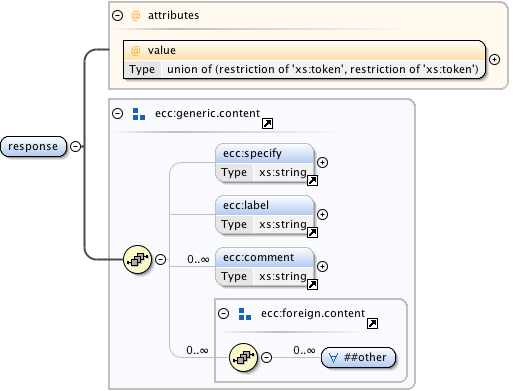 @ attributes
@ value
Type union of (restriction of 'xs:token', restriction of 'xs:token')
response
ecc:generic.content
ecc:specify
Type xs:string
ecc:label
Type xs:string
0..∞
ecc:comment
Type xs:string
ecc:foreign.content
0..∞
0..∞
∀ ##other